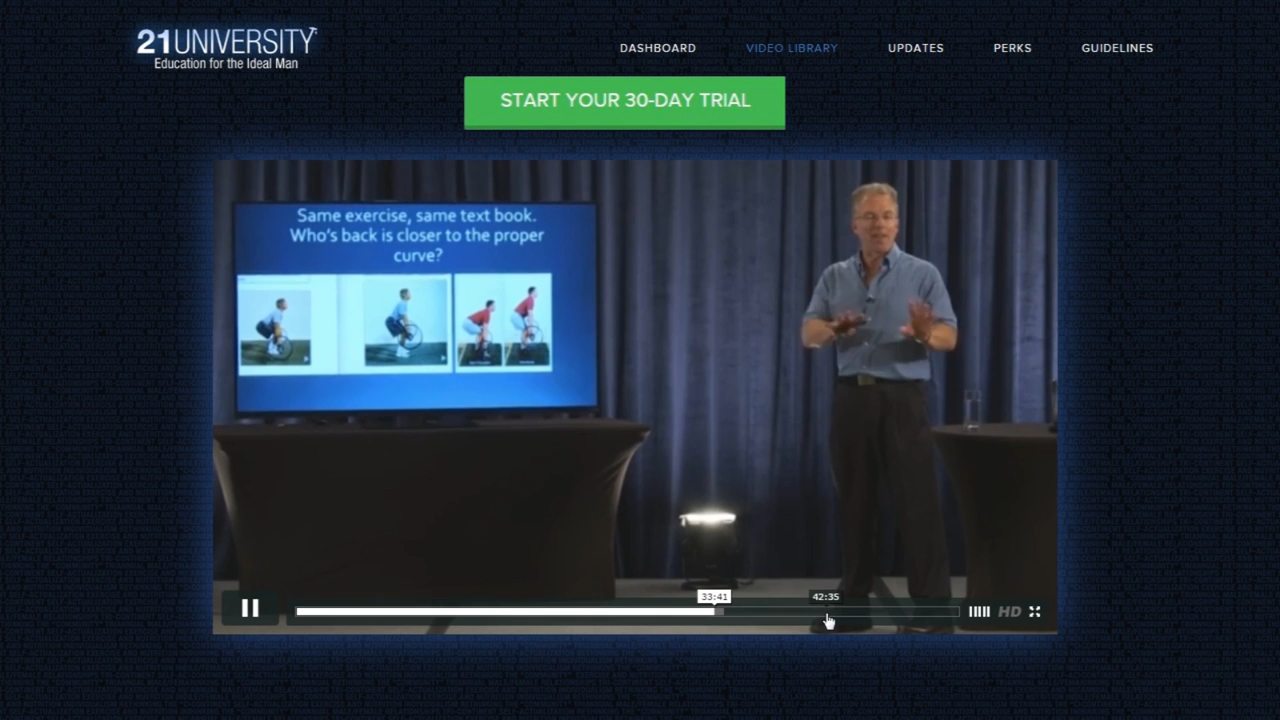 21UNIVERSITY
Education for the Ideal Man
DASHBOARD
VIDEO LIBRARY
UPDATES
PERKS
GUIDELINES
START YOUR 30-DAY TRIAL
Same exercise, same text book.
Who's back is closer to the proper
curve?
33:41
42:35
HD